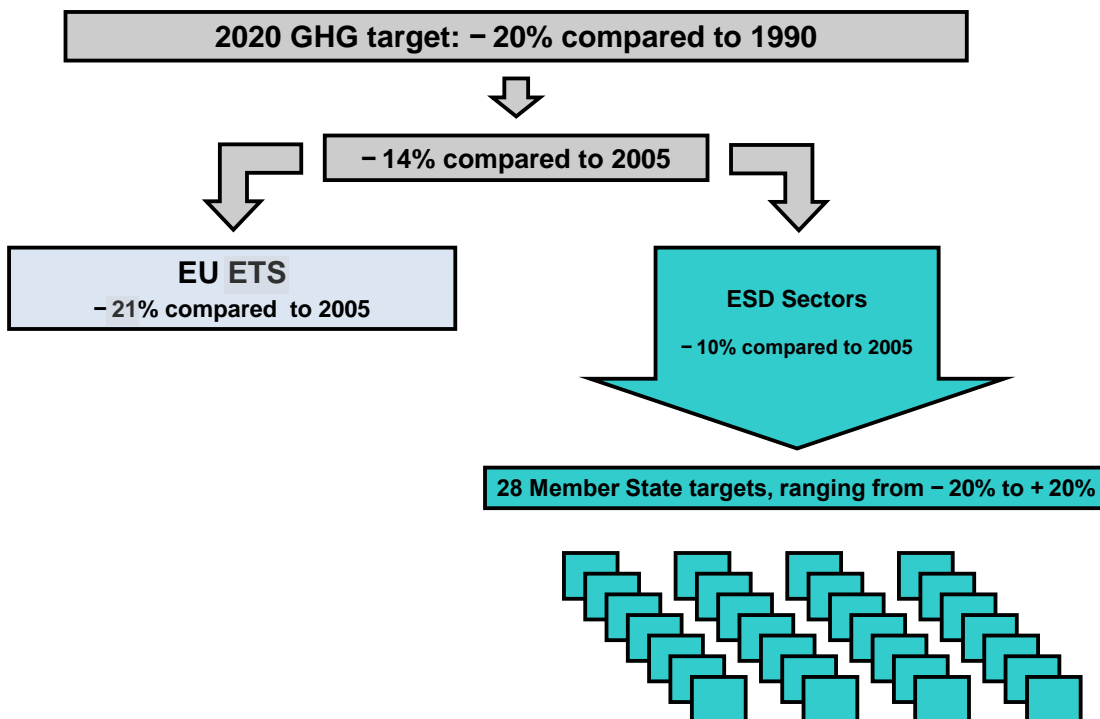 2020 GHG target: − 20% compared to 1990
− 14% compared to 2005
EU ETS
− 21% compared to 2005
ESD Sectors
− 10% compared to 2005
28 Member State targets, ranging from − 20% to + 20%